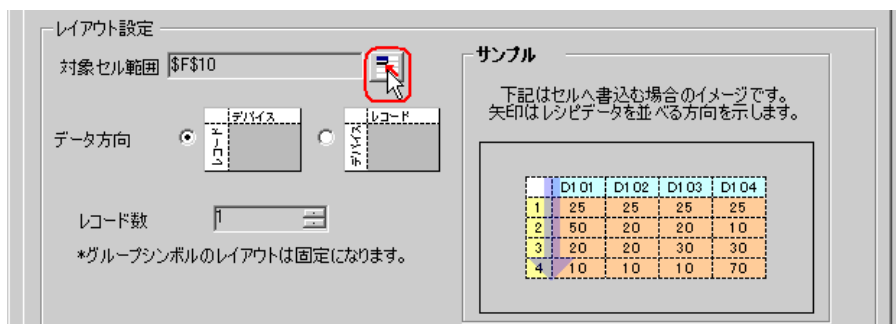 レイアウト設定
対象セル範囲 $F$10
データ方向
デバイス
レコード
レコード
デバイス
レコード数 1
*グループシンボルのレイアウトは固定になります。
サンプル
下記はセルへ書込む場合のイメージです。
矢印はレシピデータを並べる方向を示します。
D101 D102 D103 D104
1 25 25 25 25
2 50 20 20 10
3 20 20 30 30
4 10 10 10 70